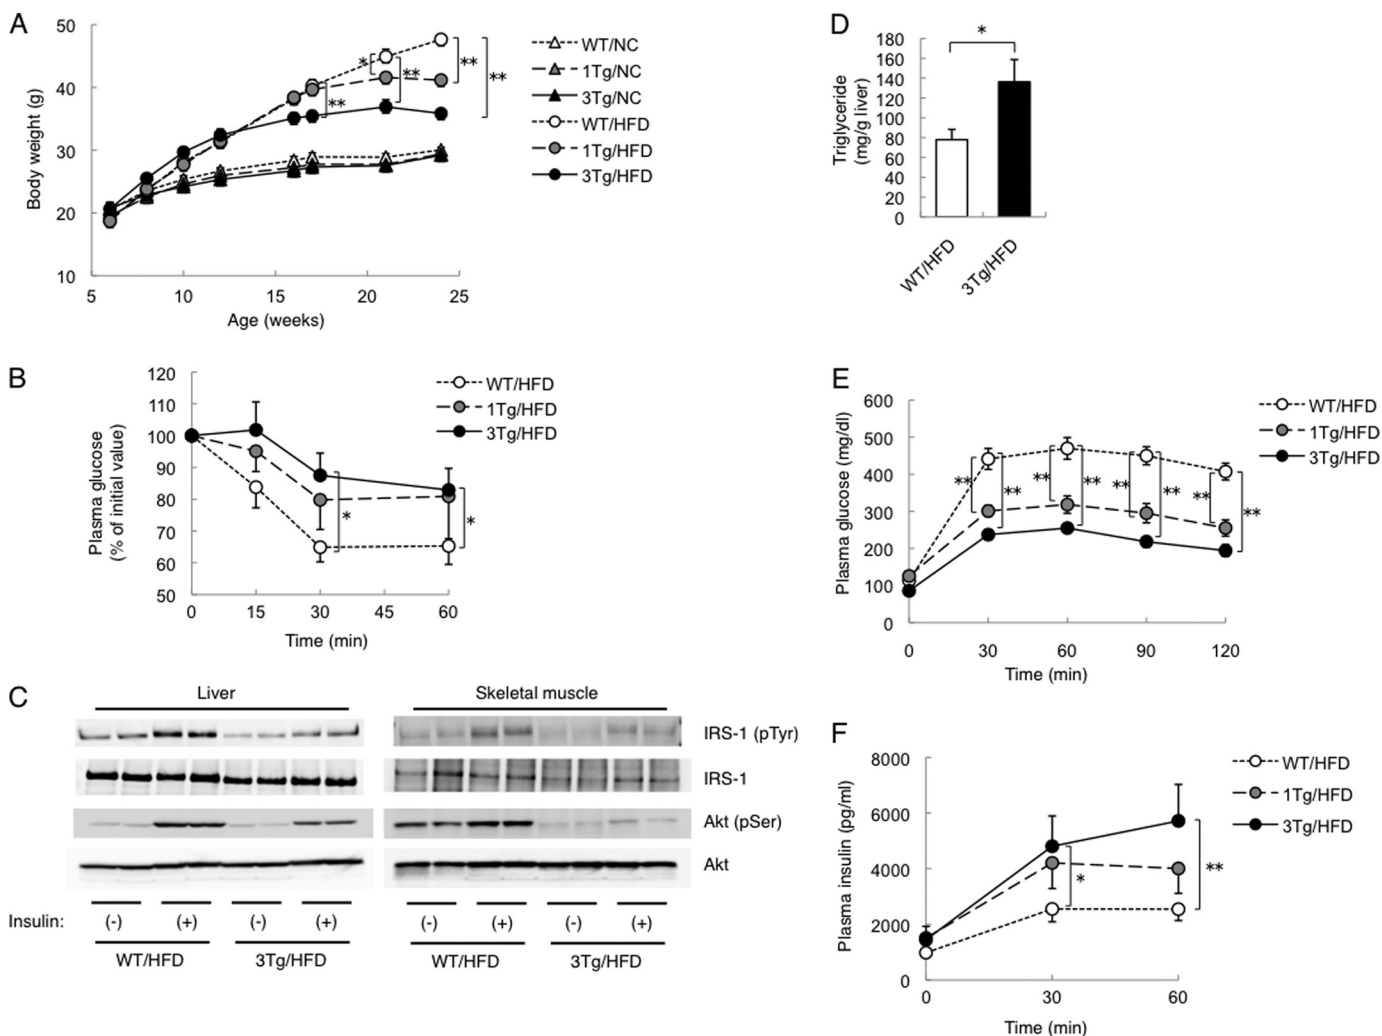 A
50
40
30
20
10
Body weight (g)
5
10
15
20
25
Age (weeks)
*
**
**
**
**
WT/NC
1Tg/NC
3Tg/NC
WT/HFD
1Tg/HFD
3Tg/HFD
D
180
160
140
120
100
80
60
40
20
0
Triglyceride
(mg/g liver)
*
WT/HFD
3Tg/HFD
B
120
110
100
90
80
70
60
50
Plasma glucose
(% of initial value)
0
15
30
45
60
Time (min)
*
*
WT/HFD
1Tg/HFD
3Tg/HFD
E
600
500
400
300
200
100
0
Plasma glucose (mg/dl)
0
30
60
90
120
Time (min)
**
**
**
**
**
**
**
**
WT/HFD
1Tg/HFD
3Tg/HFD
C
Liver
Skeletal muscle
IRS-1 (pTyr)
IRS-1
Akt (pSer)
Akt
Insulin: (-) (+) (-) (+) (-) (+) (-) (+)
WT/HFD 3Tg/HFD WT/HFD 3Tg/HFD
F
8000
6000
4000
2000
0
Plasma insulin (pg/ml)
0
30
60
Time (min)
*
**
WT/HFD
1Tg/HFD
3Tg/HFD